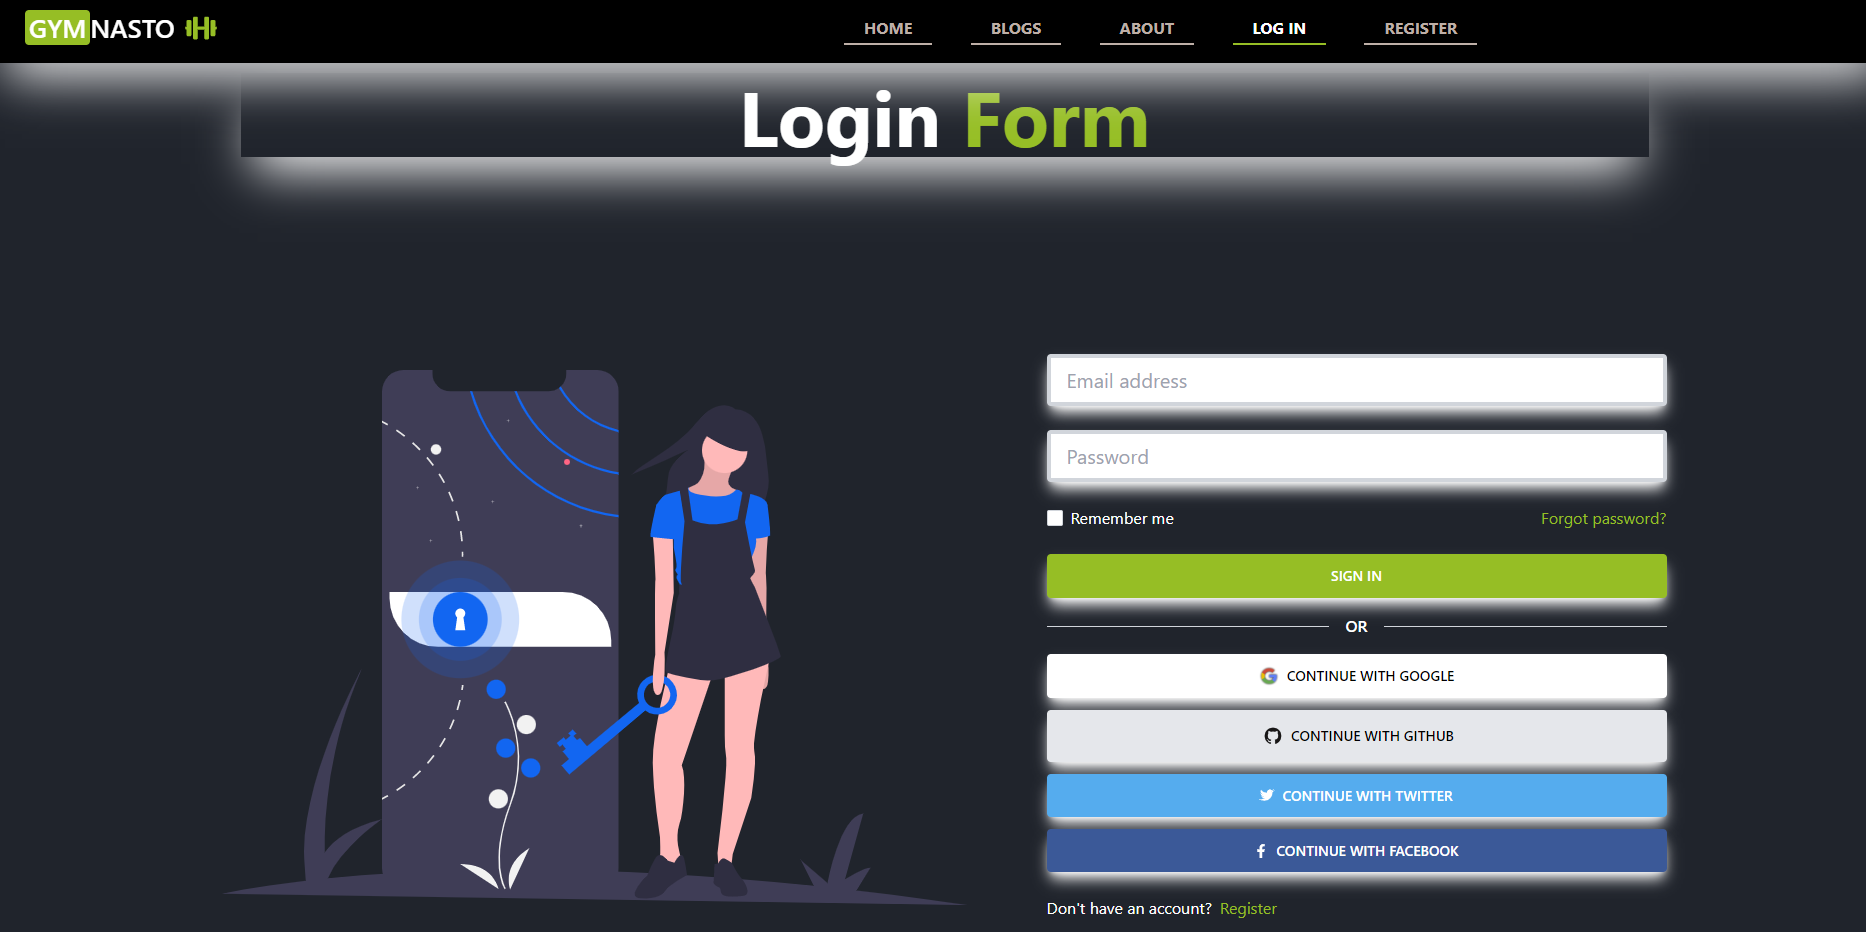 GYMNASTO
HOME BLOGS ABOUT LOG IN REGISTER
Login Form
Email address
Password
Remember me Forgot password?
SIGN IN
OR
CONTINUE WITH GOOGLE
CONTINUE WITH GITHUB
CONTINUE WITH TWITTER
CONTINUE WITH FACEBOOK
Don't have an account? Register